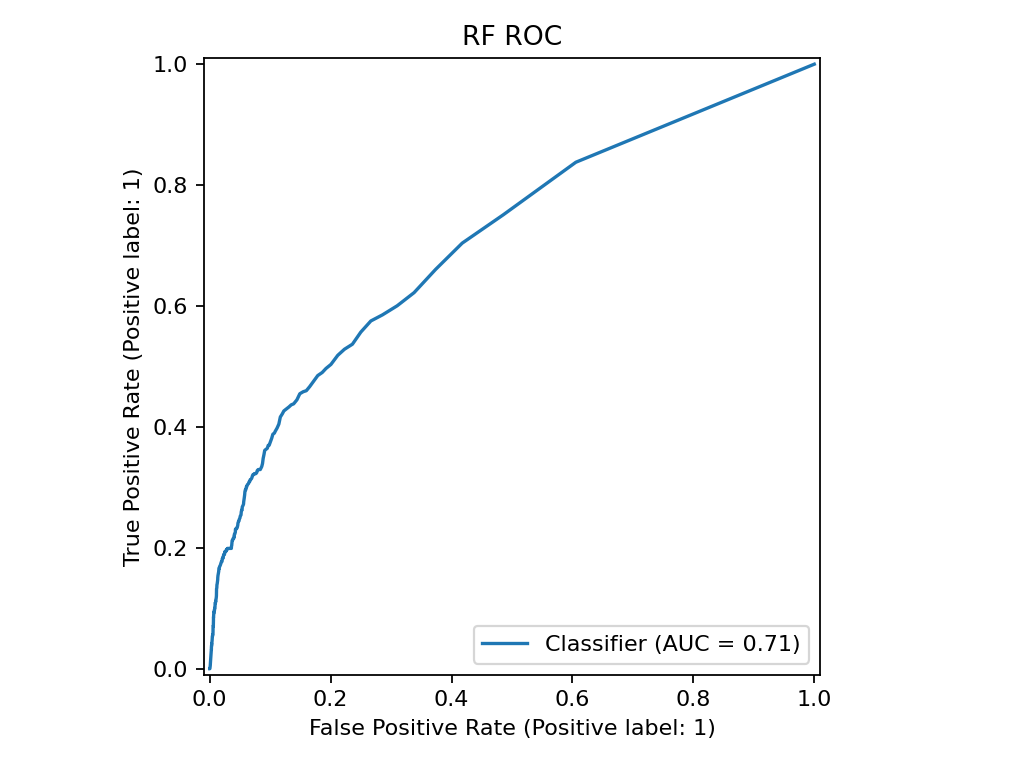 RF ROC
1.0
0.8
0.6
0.4
0.2
0.0
True Positive Rate (Positive label: 1)
Classifier (AUC = 0.71)
0.0 0.2 0.4 0.6 0.8 1.0
False Positive Rate (Positive label: 1)